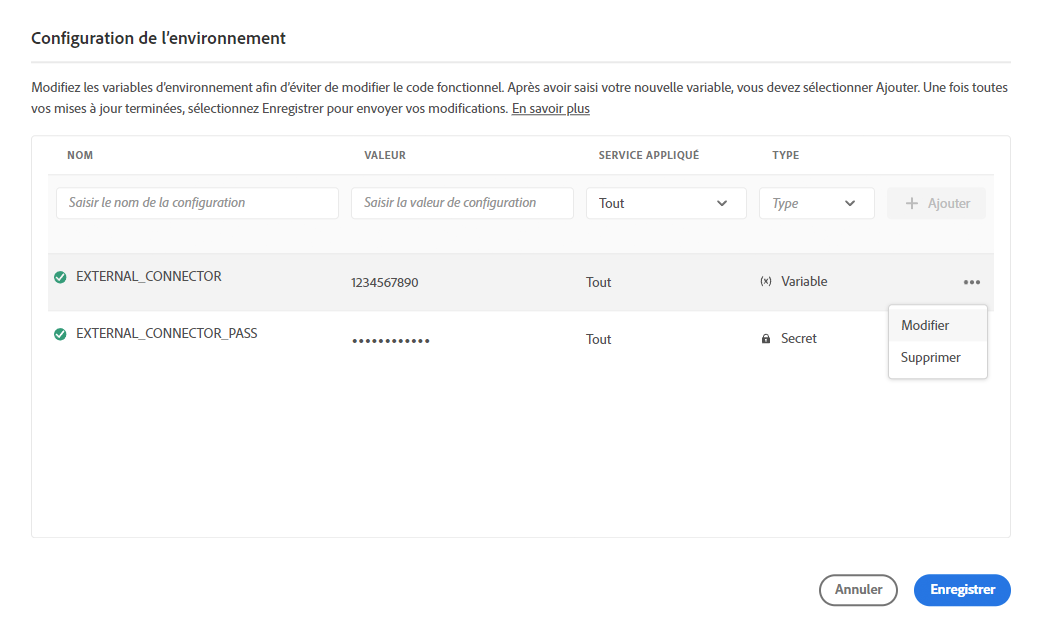 Configuration de l’environnement
Modifiez les variables d’environnement afin d’éviter de modifier le code fonctionnel. Après avoir saisi votre nouvelle variable, vous devez sélectionner Ajouter. Une fois toutes
vos mises à jour terminées, sélectionnez Enregistrer pour envoyer vos modifications. En savoir plus
NOM VALEUR SERVICE APPLIQUÉ TYPE
Saisir le nom de la configuration Saisir la valeur de configuration Tout Type + Ajouter
EXTERNAL_CONNECTOR 1234567890 Tout (x) Variable •••
EXTERNAL_CONNECTOR_PASS •••••••••••• Tout Secret
Modifier
Supprimer
Annuler Enregistrer